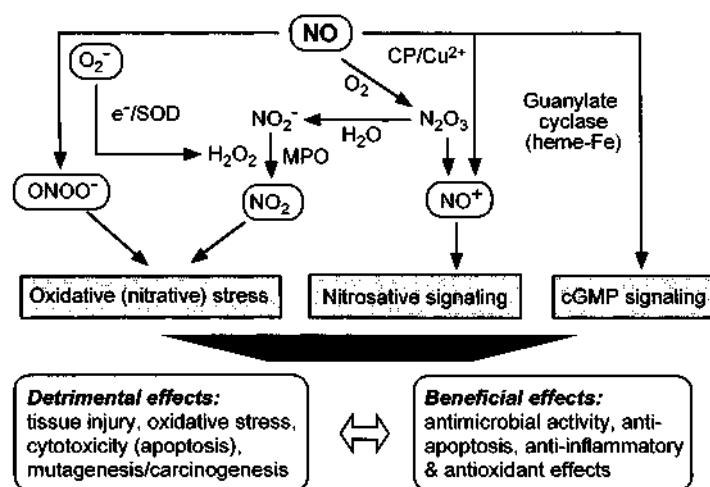 NO
O₂⁻
CP/Cu²⁺
O₂
e⁻/SOD
NO₂⁻
H₂O
N₂O₃
Guanylate
cyclase
(heme-Fe)
H₂O₂
MPO
ONOO⁻
NO₂
NO⁺
Oxidative (nitrative) stress
Nitrosative signaling
cGMP signaling
Detrimental effects:
tissue injury, oxidative stress,
cytotoxicity (apoptosis),
mutagenesis/carcinogenesis
Beneficial effects:
antimicrobial activity, anti-
apoptosis, anti-inflammatory
& antioxidant effects